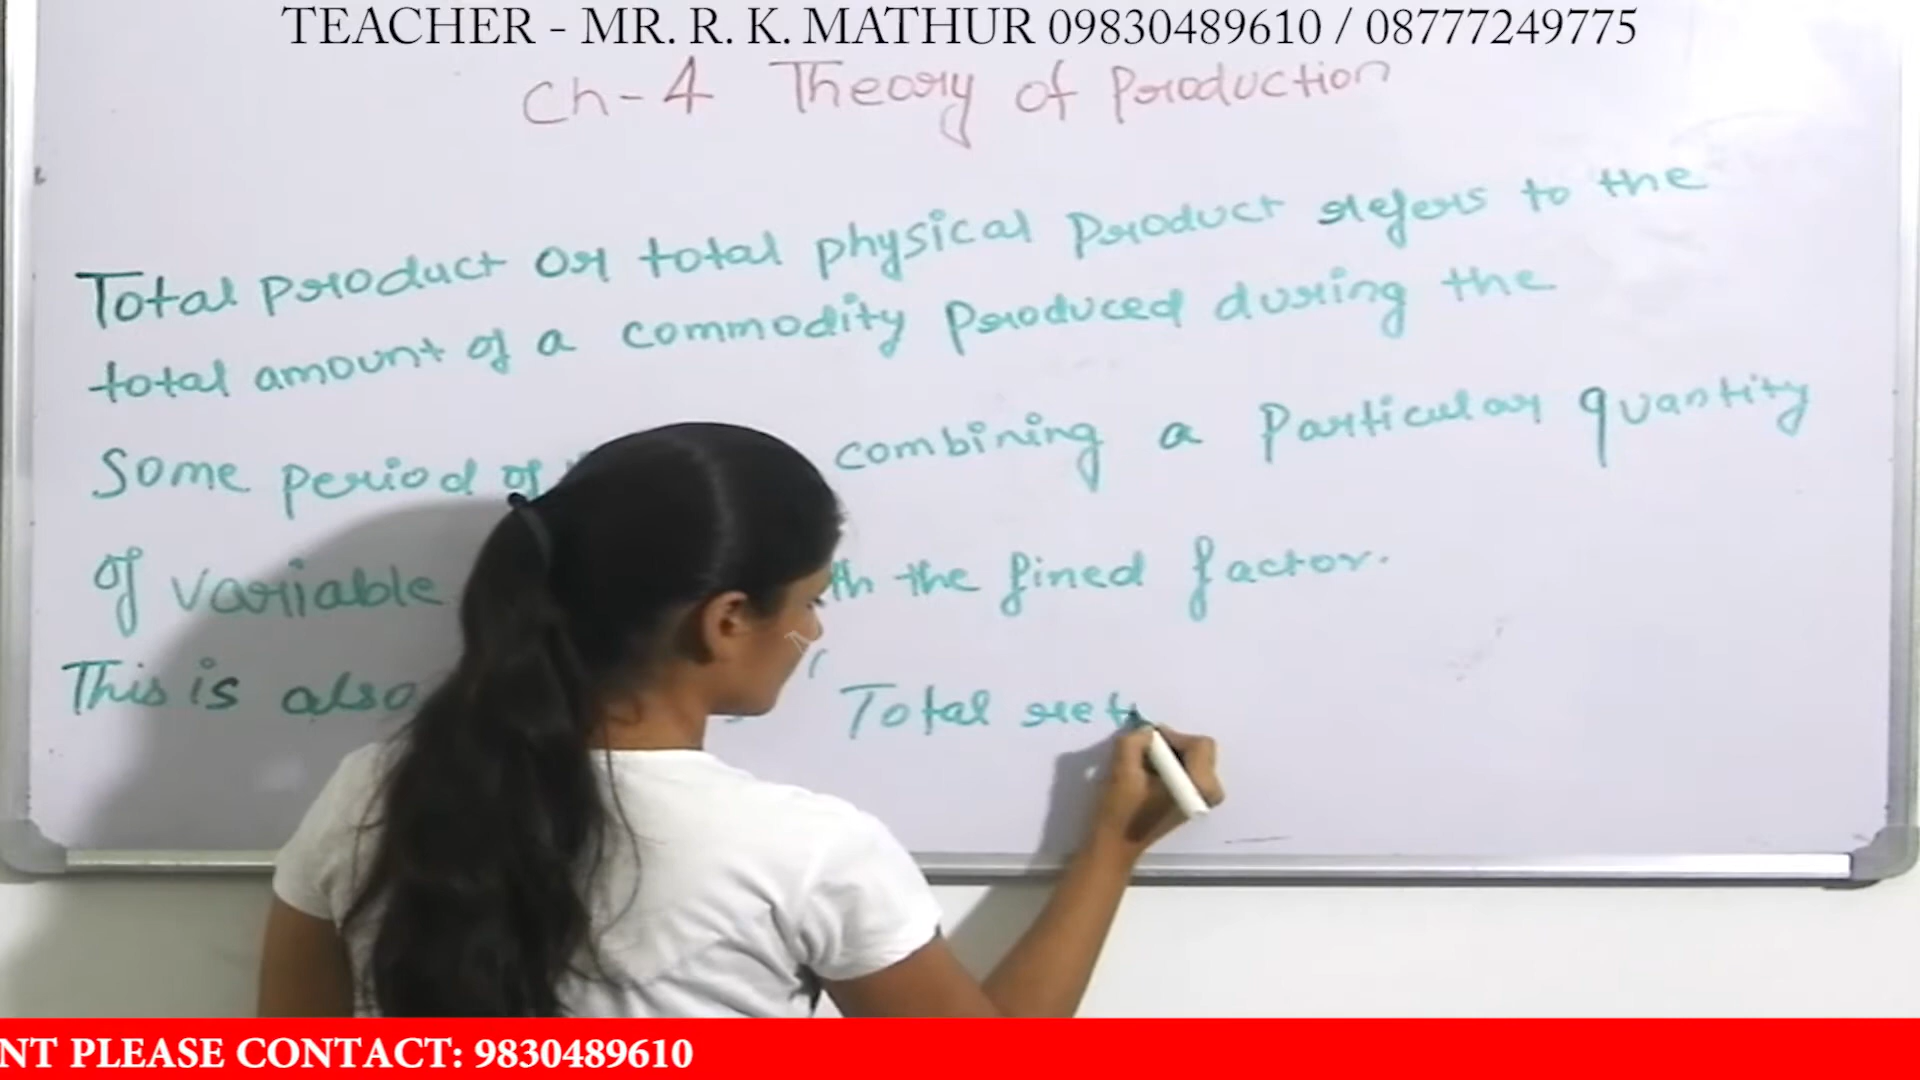 TEACHER - MR. R. K. MATHUR 09830489610 / 08777249775
Ch-4 Theory of Production
Total product or total physical Product refers to the
total amount of a commodity produced during the
Some period of combining a Particular quantity
of variable the fined factor.
This is also Total ret
NT PLEASE CONTACT: 9830489610